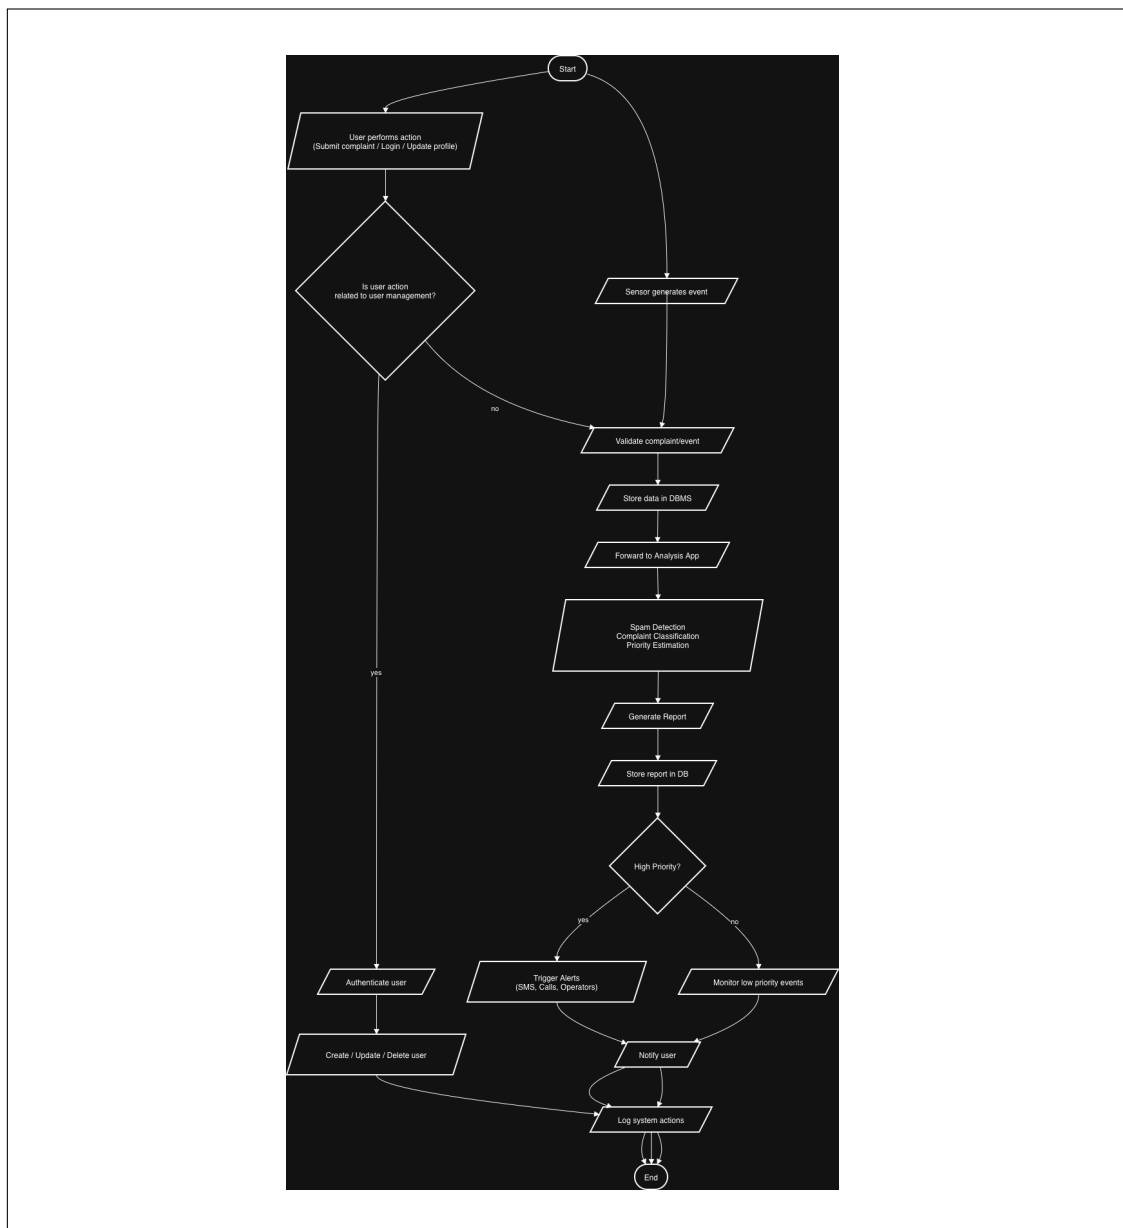 Start
User performs action
(Submit complaint / Login / Update profile)
Is user action
related to user management?
Sensor generates event
no
Validate complaint/event
Store data in DBMS
Forward to Analysis App
Spam Detection
Complaint Classification
Priority Estimation
yes
Generate Report
Store report in DB
High Priority?
yes
no
Authenticate user
Trigger Alerts
(SMS, Calls, Operators)
Monitor low priority events
Create / Update / Delete user
Notify user
Log system actions
End